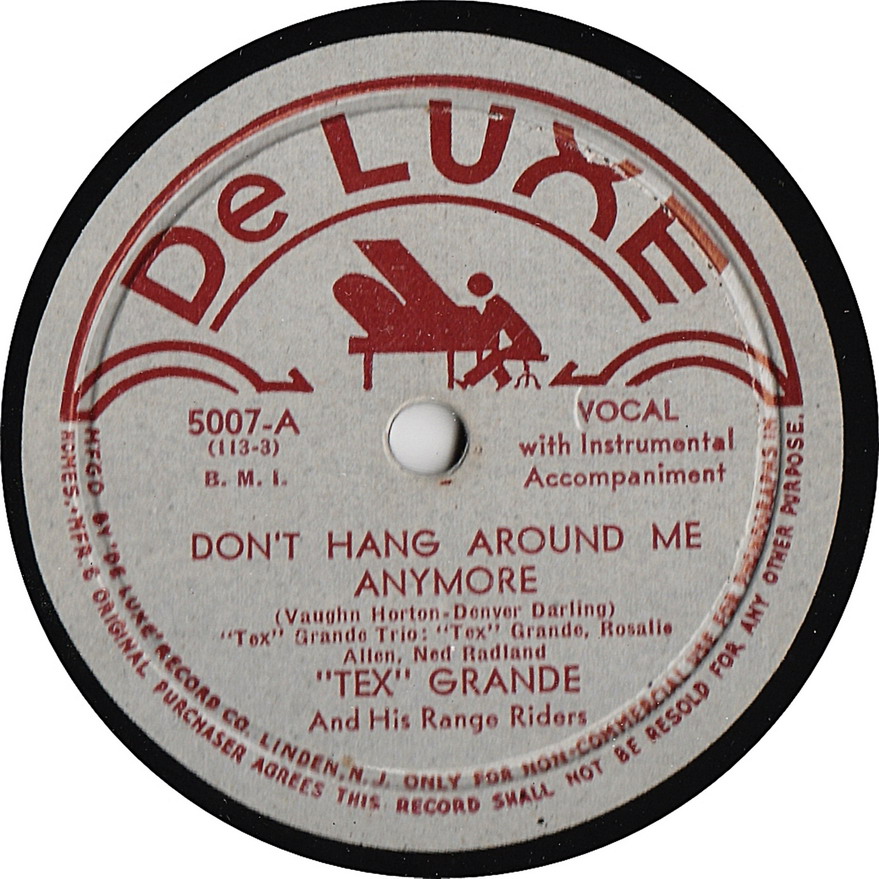 De LUXE
5007-A
(113-3)
B. M. I.
VOCAL
with Instrumental
Accompaniment
DON'T HANG AROUND ME
ANYMORE
(Vaughn Horton-Denver Darling)
"Tex" Grande Trio: "Tex" Grande, Rosalie
Allen, Ned Radland
"TEX" GRANDE
And His Range Riders
MFGD. BY 'DE LUXE' RECORD CO. LINDEN, N. J. ONLY FOR NON-COMMERCIAL USE FOR PHONOGRAPHS IN
HOMES. MFR. & ORIGINAL PURCHASER AGREES THIS RECORD SHALL NOT BE RESOLD FOR ANY OTHER PURPOSE.